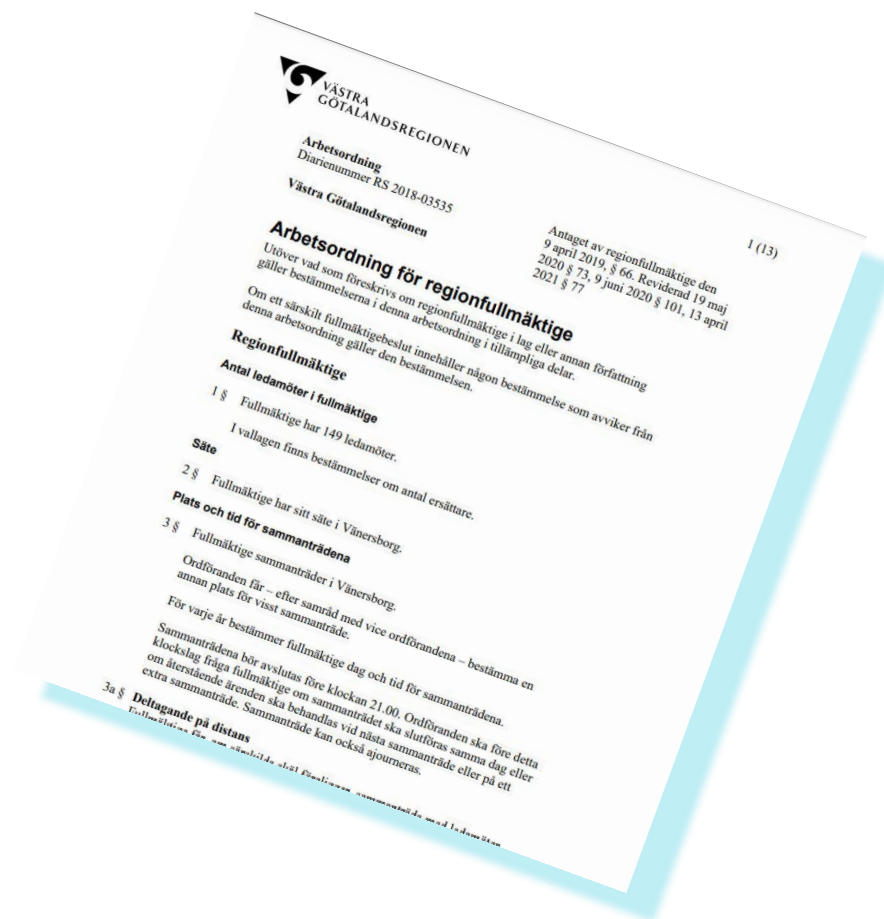 VÄSTRA
GÖTALANDSREGIONEN
Arbetsordning
Diarienummer RS 2018-03535
Västra Götalandsregionen
Antaget av regionfullmäktige den
9 april 2019, § 66. Reviderad 19 maj
2020 § 73, 9 juni 2020 § 101, 13 april
2021 § 77
1 (13)
Arbetsordning för regionfullmäktige
Utöver vad som föreskrivs om regionfullmäktige i lag eller annan författning
gäller bestämmelserna i denna arbetsordning i tillämpliga delar.
Om ett särskilt fullmäktigebeslut innehåller någon bestämmelse som avviker från
denna arbetsordning gäller den bestämmelsen.
Regionfullmäktige
Antal ledamöter i fullmäktige
1 § Fullmäktige har 149 ledamöter.
I vallagen finns bestämmelser om antal ersättare.
Säte
2 § Fullmäktige har sitt säte i Vänersborg.
Plats och tid för sammanträdena
3 § Fullmäktige sammanträder i Vänersborg.
Ordföranden får – efter samråd med vice ordförandena – bestämma en
annan plats för visst sammanträde.
För varje år bestämmer fullmäktige dag och tid för sammanträdena.
Sammanträdena bör avslutas före klockan 21.00. Ordföranden ska före detta
klockslag fråga fullmäktige om sammanträdet ska slutföras samma dag eller
om återstående ärenden ska behandlas vid nästa sammanträde eller på ett
extra sammanträde. Sammanträde kan också ajourneras.
3a § Deltagande på distans